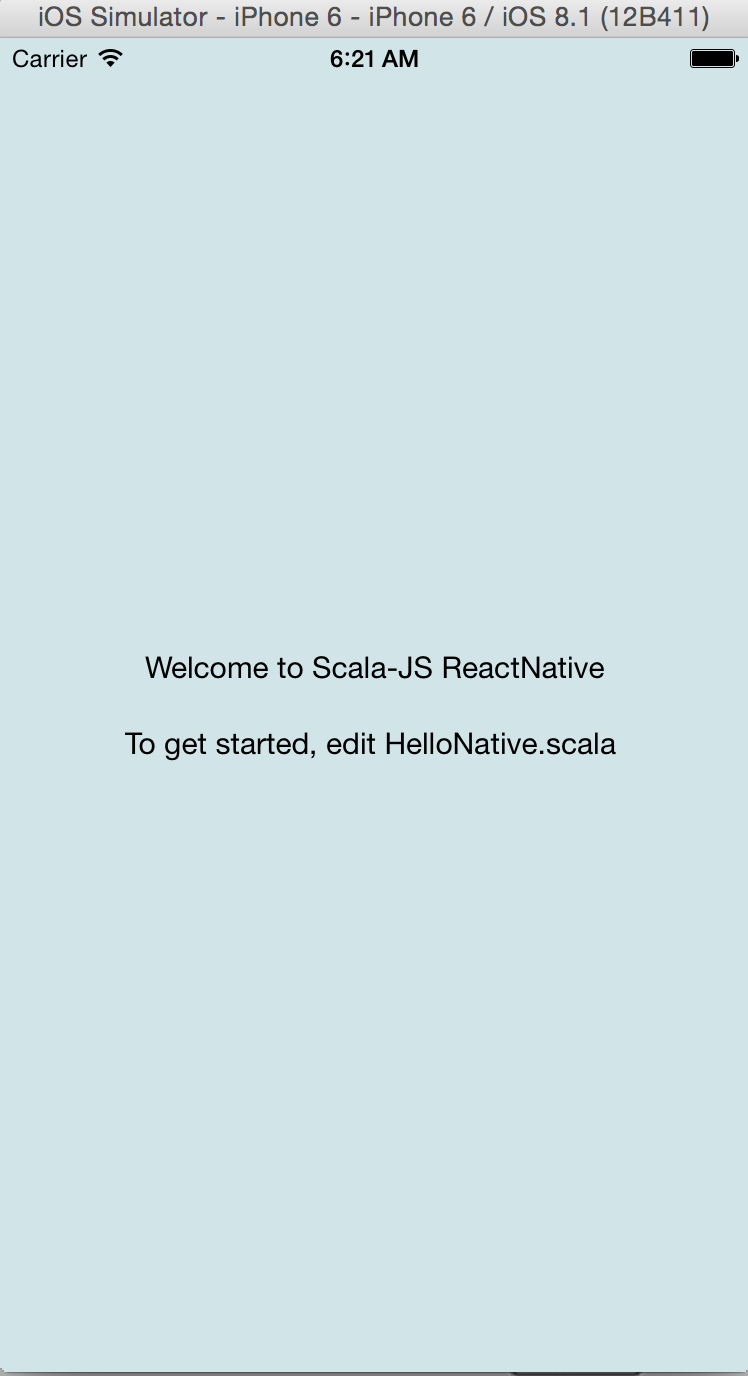 iOS Simulator - iPhone 6 - iPhone 6 / iOS 8.1 (12B411)
Carrier 6:21 AM
Welcome to Scala-JS ReactNative
To get started, edit HelloNative.scala